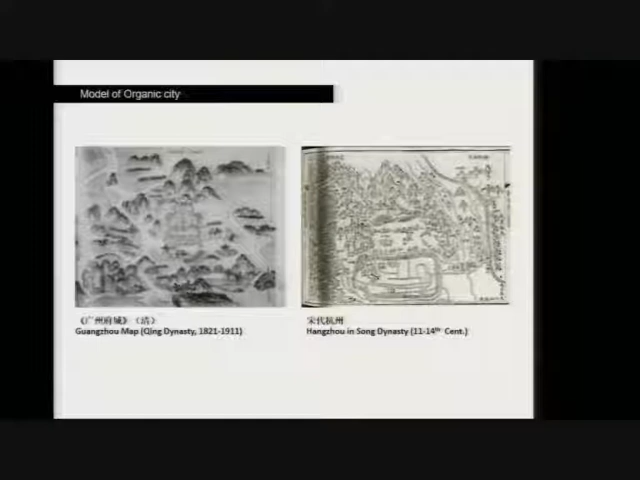 Model of Organic city
《广州府城》（清）
Guangzhou Map (Qing Dynasty, 1821-1911)
宋代杭州
Hangzhou in Song Dynasty (11-14th Cent.)